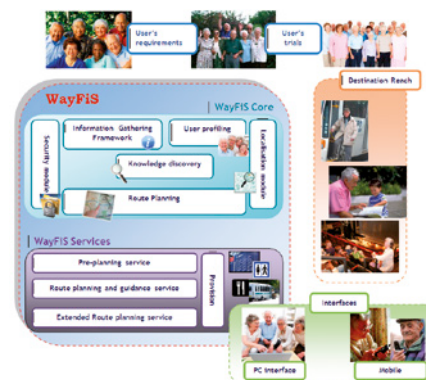 User's
requirements
User's
trials
Destination Reach
WayFiS
WayFIS Core
Information Gathering
Framework
User profiling
Security module
Localisation module
Knowledge discovery
Route Planning
WayFIS Services
Pre-planning service
Route planning and guidance service
Extended Route planning service
Provision
Interfaces
PC Interface
Mobile